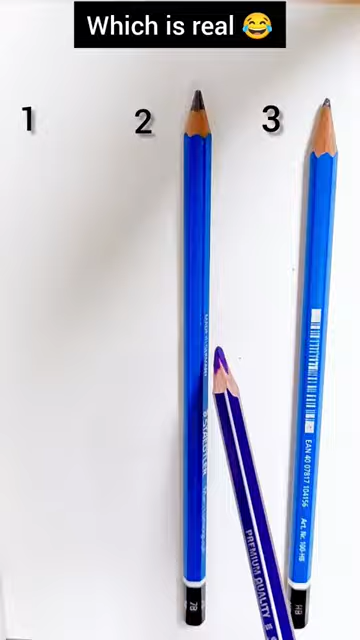 Which is real 😂
1
2
3
STAEDTLER
2B
PREMIUM QUALITY
EAN 40 07817 104156
Art. Nr. 100-HB
HB